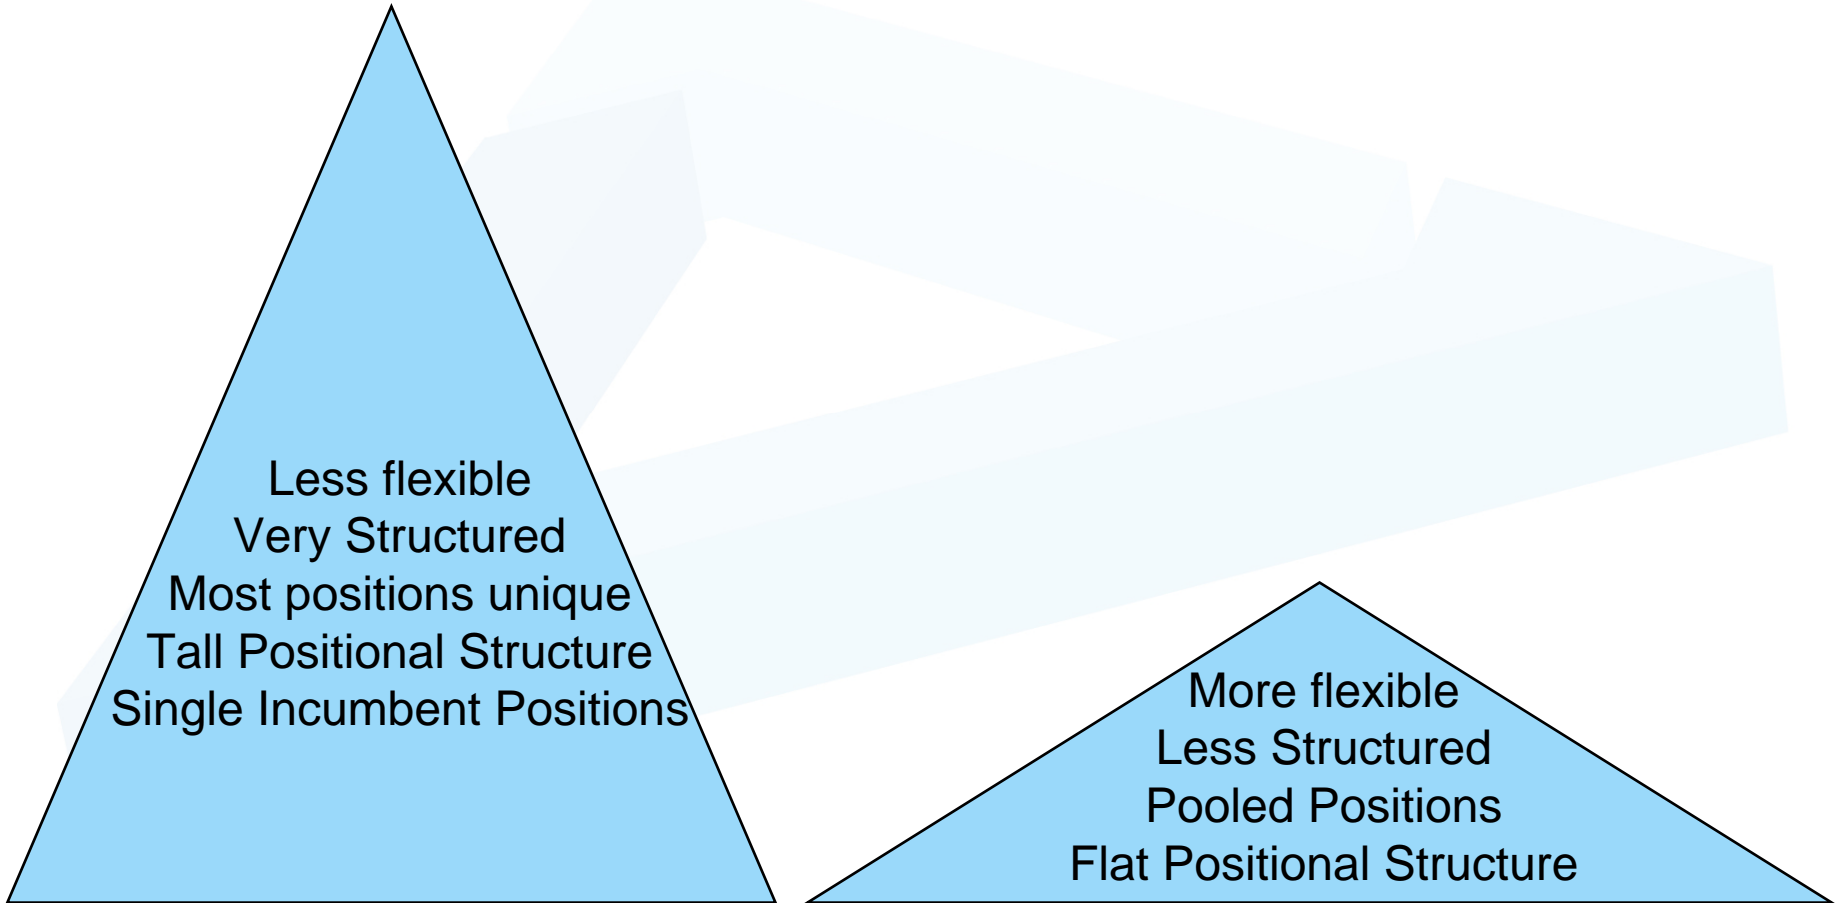 Less flexible
Very Structured
Most positions unique
Tall Positional Structure
Single Incumbent Positions
More flexible
Less Structured
Pooled Positions
Flat Positional Structure